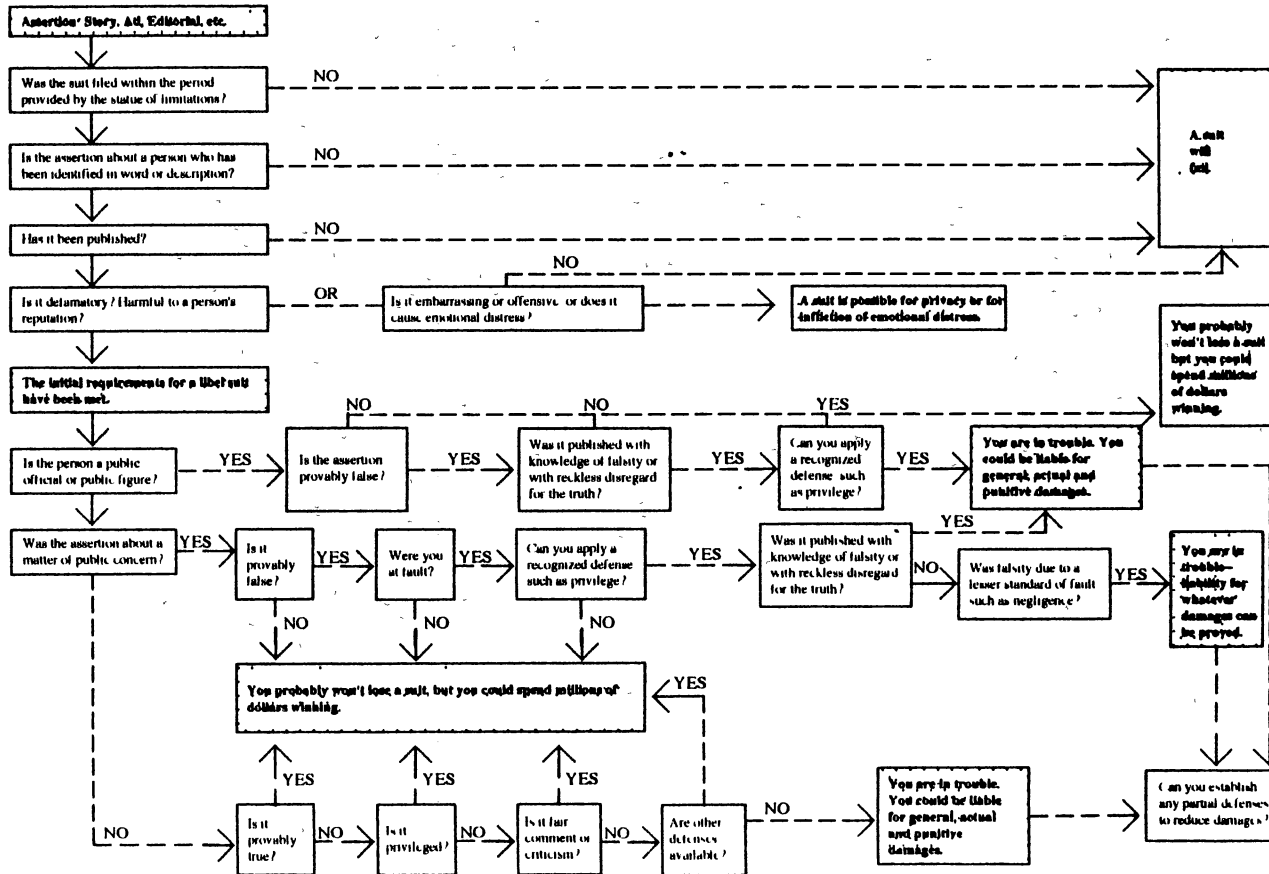 Assertion: Story, Ad, Editorial, etc.
Was the suit filed within the period
provided by the statue of limitations?
NO
A suit
will
fail.
Is the assertion about a person who has
been identified in word or description?
NO
Has it been published?
NO
NO
Is it defamatory? Harmful to a person's
reputation?
OR
Is it embarrassing or offensive or does it
cause emotional distress?
A suit is possible for privacy or for
infliction of emotional distress.
You probably
won't lose a suit
but you could
spend millions
of dollars
winning.
The initial requirements for a libel suit
have been met.
NO
NO
YES
Is the person a public
official or public figure?
YES
Is the assertion
provably false?
YES
Was it published with
knowledge of falsity or
with reckless disregard
for the truth?
YES
Can you apply
a recognized
defense such
as privilege?
YES
You are in trouble. You
could be liable for
general, actual and
punitive damages.
Was the assertion about a
matter of public concern?
YES
Is it
provably
false?
YES
Were you
at fault?
YES
Can you apply a
recognized defense
such as privilege?
YES
Was it published with
knowledge of falsity or
with reckless disregard
for the truth?
YES
NO
Was falsity due to a
lesser standard of fault
such as negligence?
YES
You are in
trouble—
liability for
whatever
damages can
be proved.
NO
NO
NO
You probably won't lose a suit, but you could spend millions of
dollars winning.
YES
YES
YES
YES
NO
Is it
provably
true?
NO
Is it
privileged?
NO
Is it fair
comment or
criticism?
NO
Are other
defenses
available?
NO
You are in trouble.
You could be liable
for general, actual
and punitive
damages.
Can you establish
any partial defenses
to reduce damages?